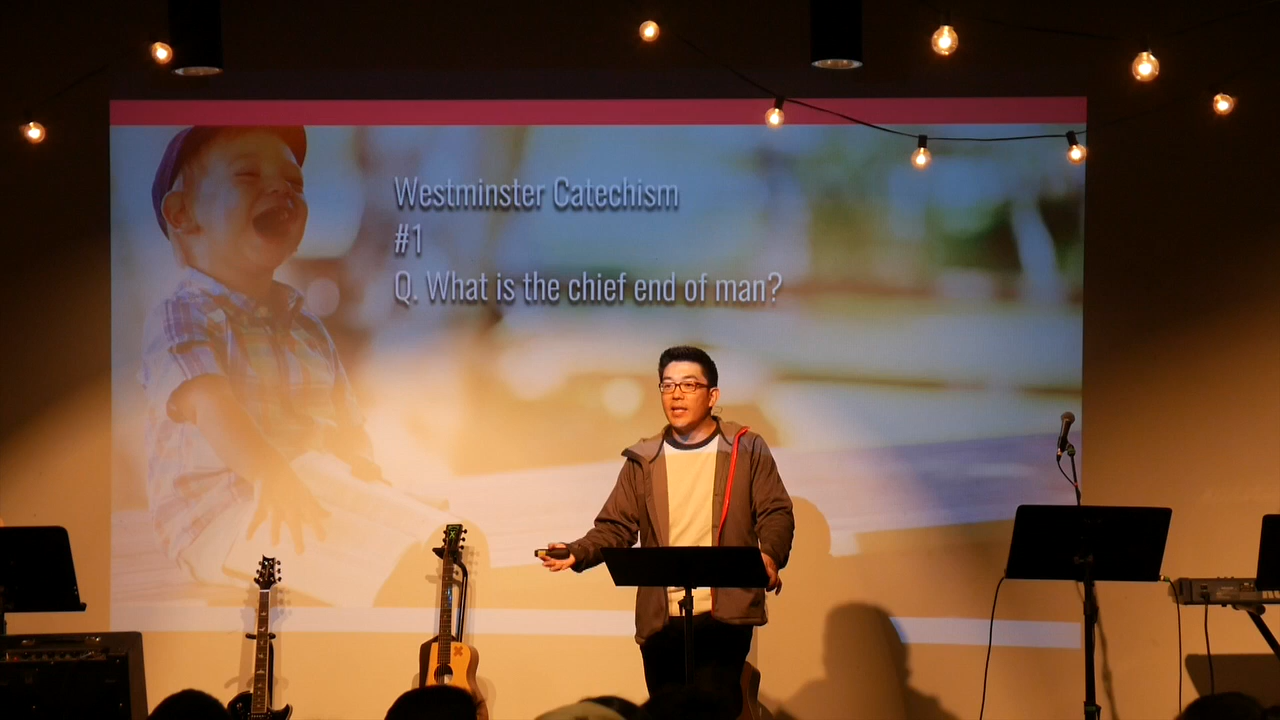 Westminster Catechism
#1
Q. What is the chief end of man?